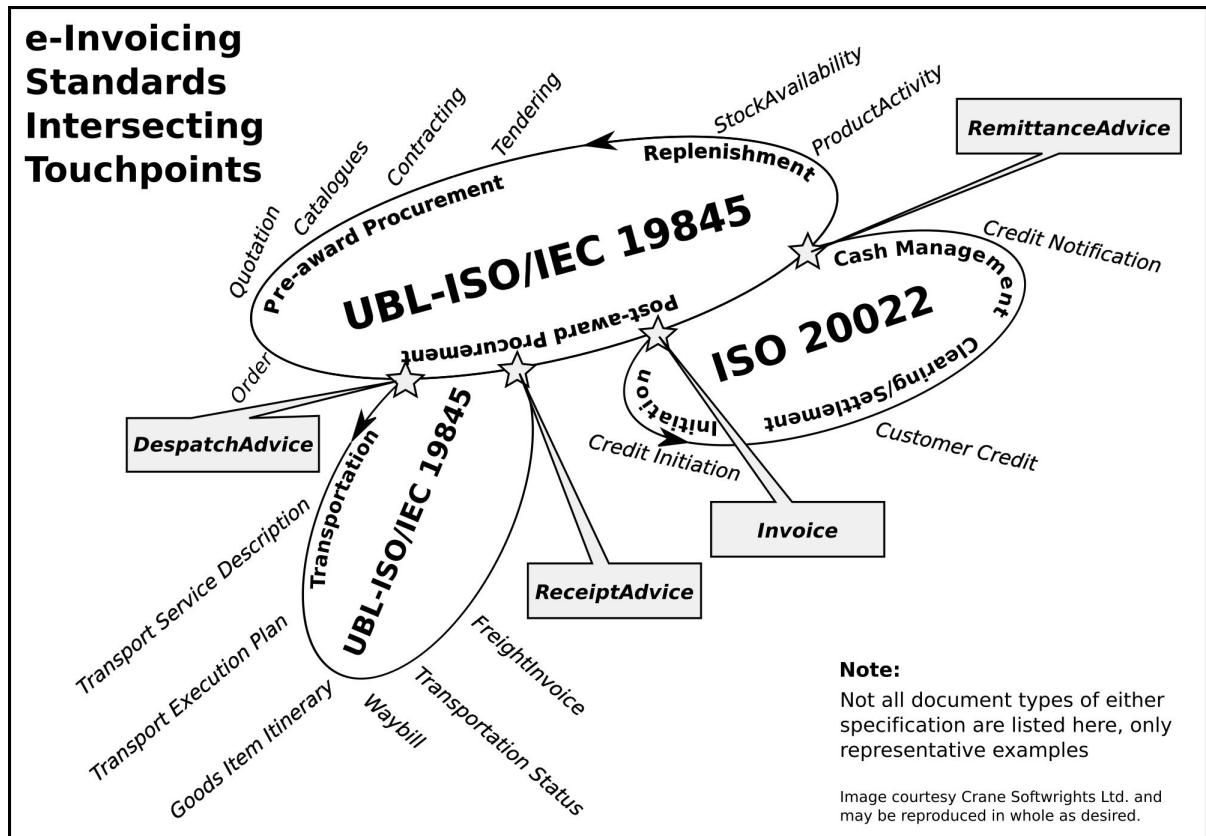 e-Invoicing
Standards
Intersecting
Touchpoints
Quotation
Catalogues
Contracting
Tendering
StockAvailability
ProductActivity
RemittanceAdvice
Replenishment
Pre-award Procurement
UBL-ISO/IEC 19845
Post-award Procurement
Credit Notification
Cash Management
ISO 20022
Clearing/Settlement
Initiation
Credit Initiation
Customer Credit
Order
DespatchAdvice
Transportation
UBL-ISO/IEC 19845
Invoice
ReceiptAdvice
Transport Service Description
Transport Execution Plan
Goods Item Itinerary
Waybill
Transportation Status
FreightInvoice
Note:
Not all document types of either
specification are listed here, only
representative examples
Image courtesy Crane Softwrights Ltd. and
may be reproduced in whole as desired.